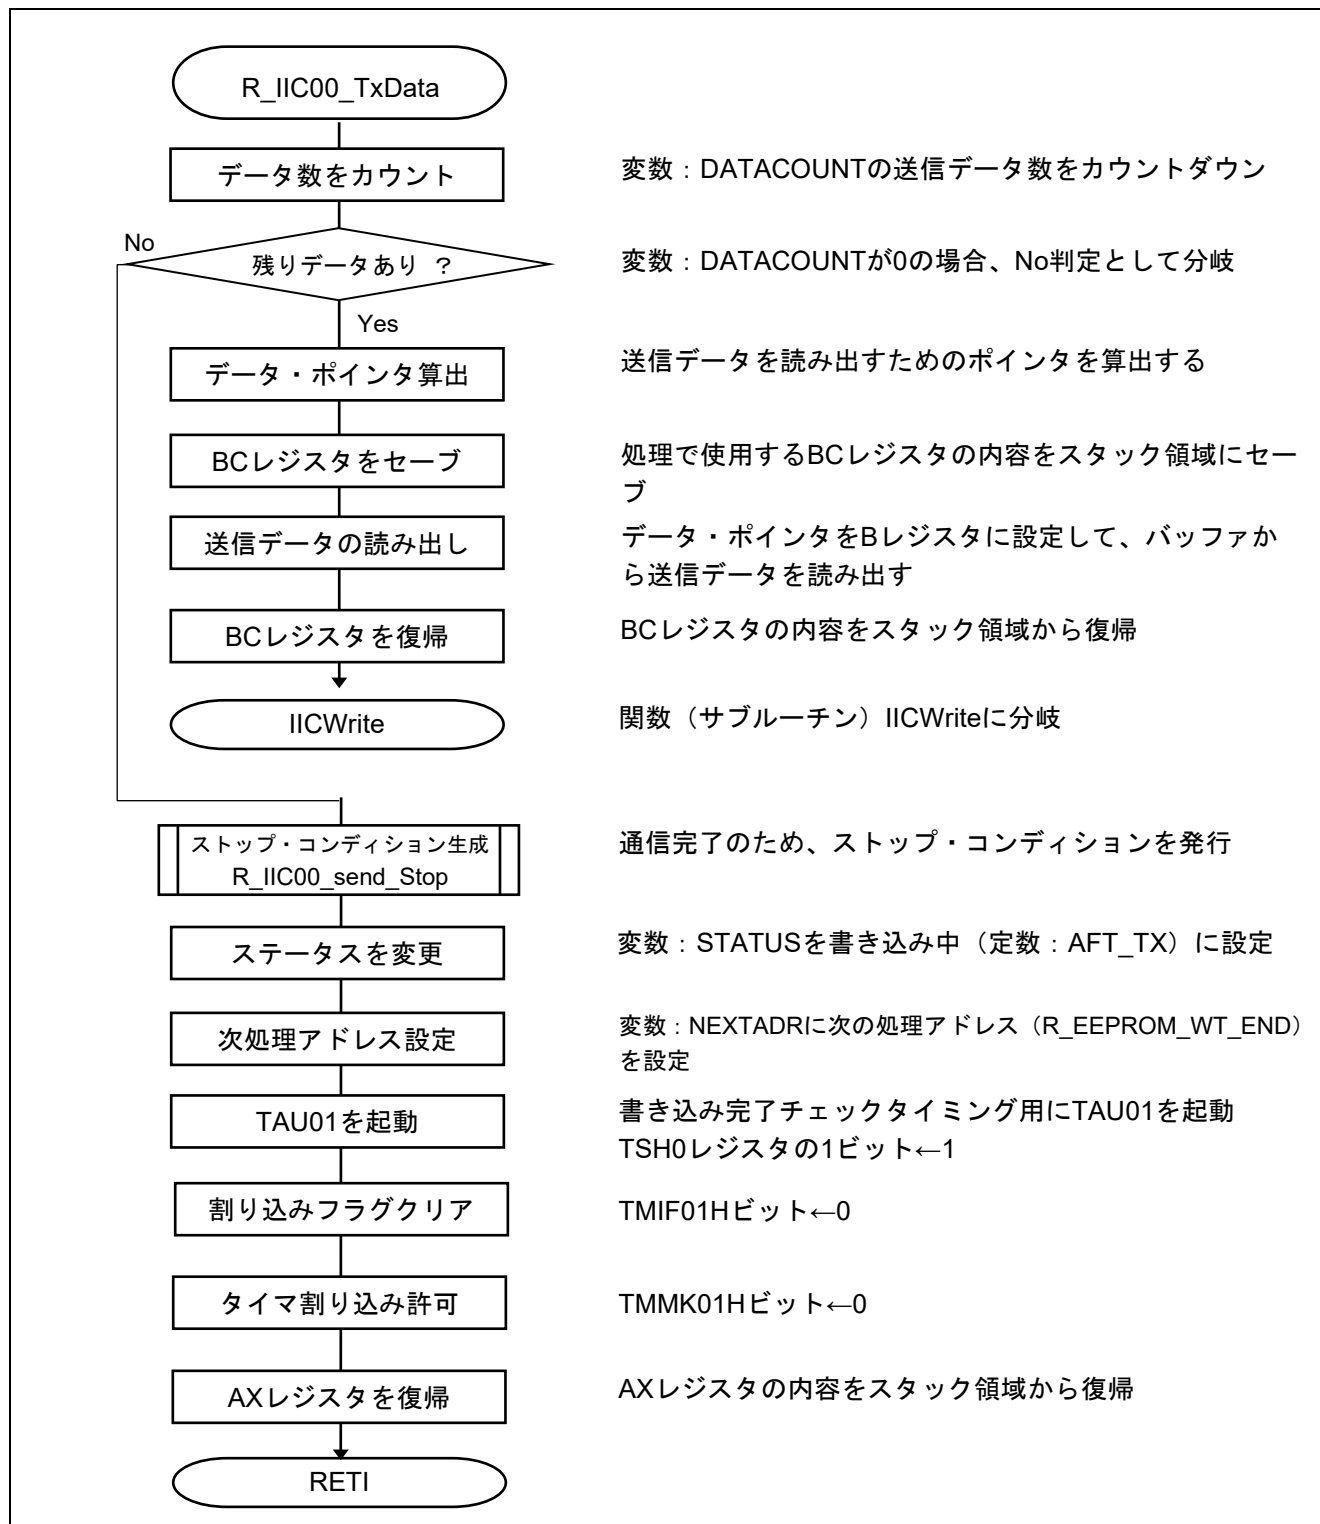 R_IIC00_TxData
データ数をカウント
変数：DATACOUNTの送信データ数をカウントダウン
No
残りデータあり ？
変数：DATACOUNTが0の場合、No判定として分岐
Yes
データ・ポインタ算出
送信データを読み出すためのポインタを算出する
BCレジスタをセーブ
処理で使用するBCレジスタの内容をスタック領域にセー
ブ
送信データの読み出し
データ・ポインタをBレジスタに設定して、バッファか
ら送信データを読み出す
BCレジスタを復帰
BCレジスタの内容をスタック領域から復帰
IICWrite
関数（サブルーチン）IICWriteに分岐
ストップ・コンディション生成
R_IIC00_send_Stop
通信完了のため、ストップ・コンディションを発行
ステータスを変更
変数：STATUSを書き込み中（定数：AFT_TX）に設定
次処理アドレス設定
変数：NEXTADRに次の処理アドレス（R_EEPROM_WT_END）
を設定
TAU01を起動
書き込み完了チェックタイミング用にTAU01を起動
TSH0レジスタの1ビット←1
割り込みフラグクリア
TMIF01Hビット←0
タイマ割り込み許可
TMMK01Hビット←0
AXレジスタを復帰
AXレジスタの内容をスタック領域から復帰
RETI